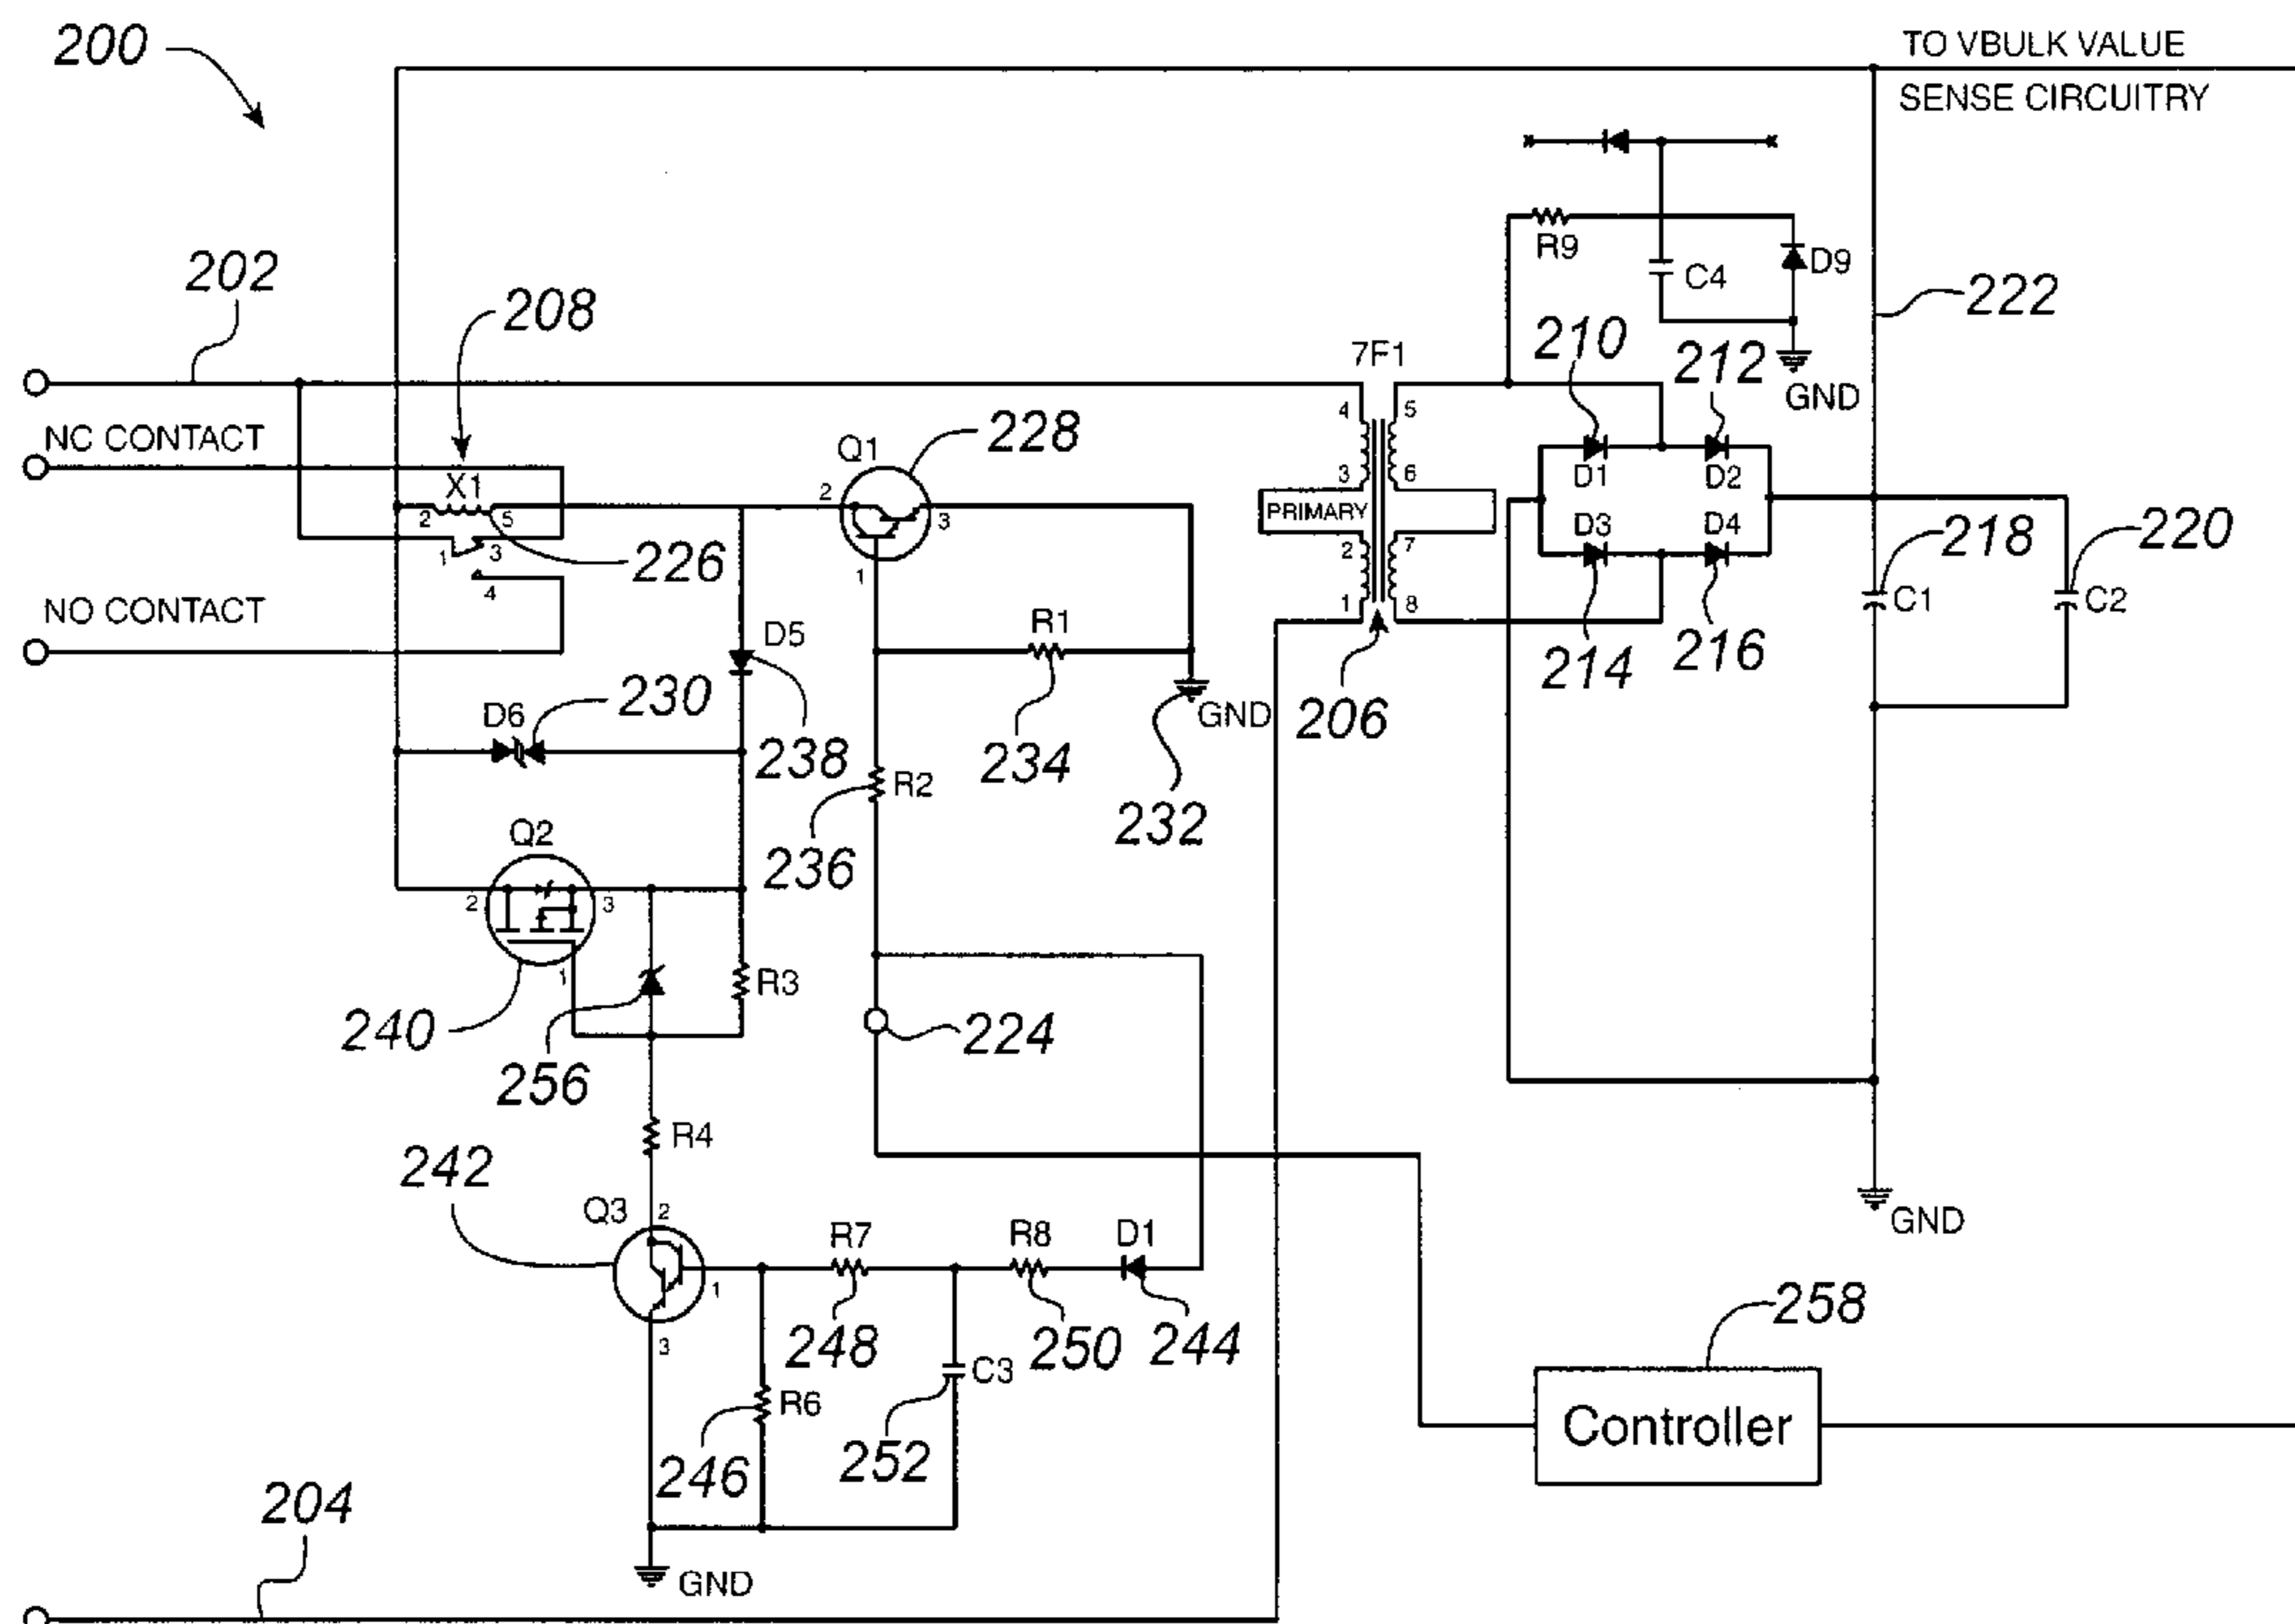 200
TO VBULK VALUE
SENSE CIRCUITRY
R9
C4
D9
GND
202
208
222
NC CONTACT
X1
2
5
1
3
4
226
NO CONTACT
Q1
228
2
3
1
7F1
4
5
3
6
PRIMARY
2
7
1
8
206
210
212
D1
D2
D3
D4
214
216
218
C1
220
C2
R1
234
GND
232
D5
238
D6
230
R2
236
Q2
2
3
1
240
256
R3
224
R4
242
Q3
2
1
3
R7
248
R8
250
D1
244
R6
246
C3
252
GND
GND
258
Controller
204